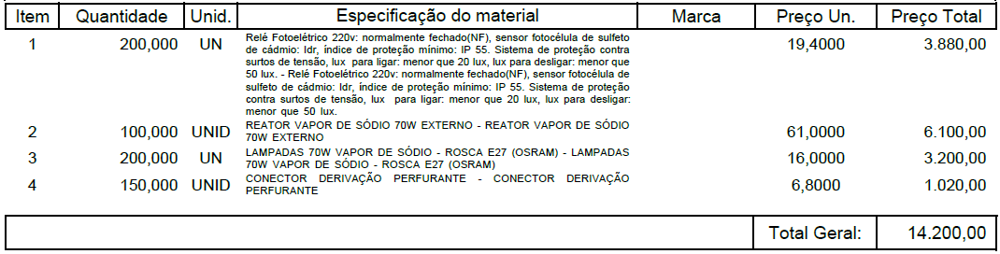 Item Quantidade Unid. Especificação do material Marca Preço Un. Preço Total
1 200,000 UN Relé Fotoelétrico 220v: normalmente fechado(NF), sensor fotocélula de sulfeto 19,4000 3.880,00
de cádmio: ldr, índice de proteção mínimo: IP 55. Sistema de proteção contra
surtos de tensão, lux para ligar: menor que 20 lux, lux para desligar: menor que
50 lux. - Relé Fotoelétrico 220v: normalmente fechado(NF), sensor fotocélula de
sulfeto de cádmio: ldr, índice de proteção mínimo: IP 55. Sistema de proteção
contra surtos de tensão, lux para ligar: menor que 20 lux, lux para desligar:
menor que 50 lux.
2 100,000 UNID REATOR VAPOR DE SÓDIO 70W EXTERNO - REATOR VAPOR DE SÓDIO 61,0000 6.100,00
70W EXTERNO
3 200,000 UN LAMPADAS 70W VAPOR DE SÓDIO - ROSCA E27 (OSRAM) - LAMPADAS 16,0000 3.200,00
70W VAPOR DE SÓDIO - ROSCA E27 (OSRAM)
4 150,000 UNID CONECTOR DERIVAÇÃO PERFURANTE - CONECTOR DERIVAÇÃO 6,8000 1.020,00
PERFURANTE
Total Geral: 14.200,00